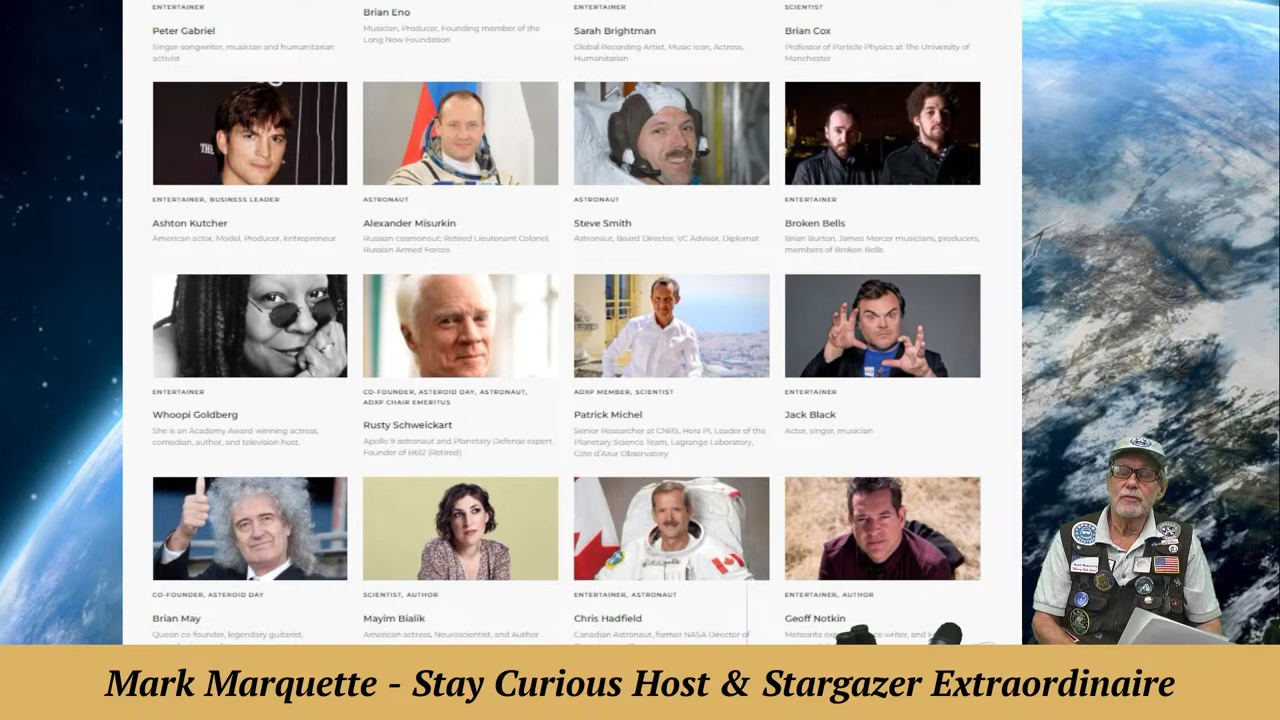 ENTERTAINER
Peter Gabriel
Singer songwriter, musician and humanitarian
activist
Brian Eno
Musician, Producer, Founding member of the
Long Now Foundation
ENTERTAINER
Sarah Brightman
Global Recording Artist, Music Icon, Actress,
Humanitarian
SCIENTIST
Brian Cox
Professor of Particle Physics at The University of
Manchester
THE
ENTERTAINER, BUSINESS LEADER
Ashton Kutcher
American actor, Model, Producer, Entrepreneur
ASTRONAUT
Alexander Misurkin
Russian cosmonaut; Retired Lieutenant Colonel,
Russian Armed Forces
ASTRONAUT
Steve Smith
Astronaut, Board Director, VC Advisor, Diplomat
ENTERTAINER
Broken Bells
Brian Burton, James Mercer musicians, producers,
members of Broken Bells
ENTERTAINER
Whoopi Goldberg
She is an Academy Award-winning actress,
comedian, author, and television host.
CO-FOUNDER, ASTEROID DAY, ASTRONAUT,
ADXP CHAIR EMERITUS
Rusty Schweickart
Apollo 9 astronaut and Planetary Defense expert.
Founder of B612 (Retired)
ADXP MEMBER, SCIENTIST
Patrick Michel
Senior Researcher at CNRS, Hera PI, Leader of the
Planetary Science Team, Lagrange Laboratory,
Côte d'Azur Observatory
ENTERTAINER
Jack Black
Actor, singer, musician
CO-FOUNDER, ASTEROID DAY
Brian May
Queen co-founder, legendary guitarist,
SCIENTIST, AUTHOR
Mayim Bialik
American actress, Neuroscientist, and Author
ENTERTAINER, ASTRONAUT
Chris Hadfield
Canadian Astronaut, former NASA Director of
ENTERTAINER, AUTHOR
Geoff Notkin
Meteorite writer, and
Mark Marquette - Stay Curious Host & Stargazer Extraordinaire